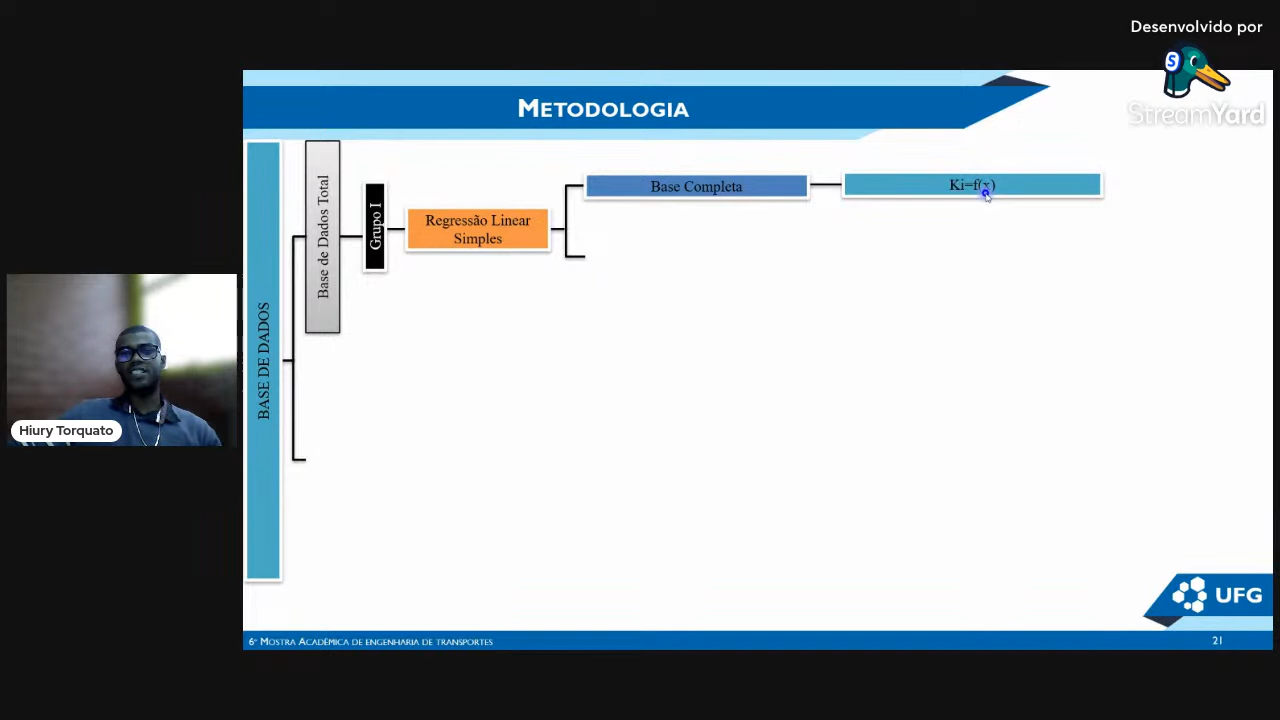 Desenvolvido por
StreamYard
METODOLOGIA
BASE DE DADOS
Base de Dados Total
Grupo I
Regressão Linear
Simples
Base Completa
Ki=f(x)
Hiury Torquato
UFG
6ª MOSTRA ACADÊMICA DE ENGENHARIA DE TRANSPORTES
21